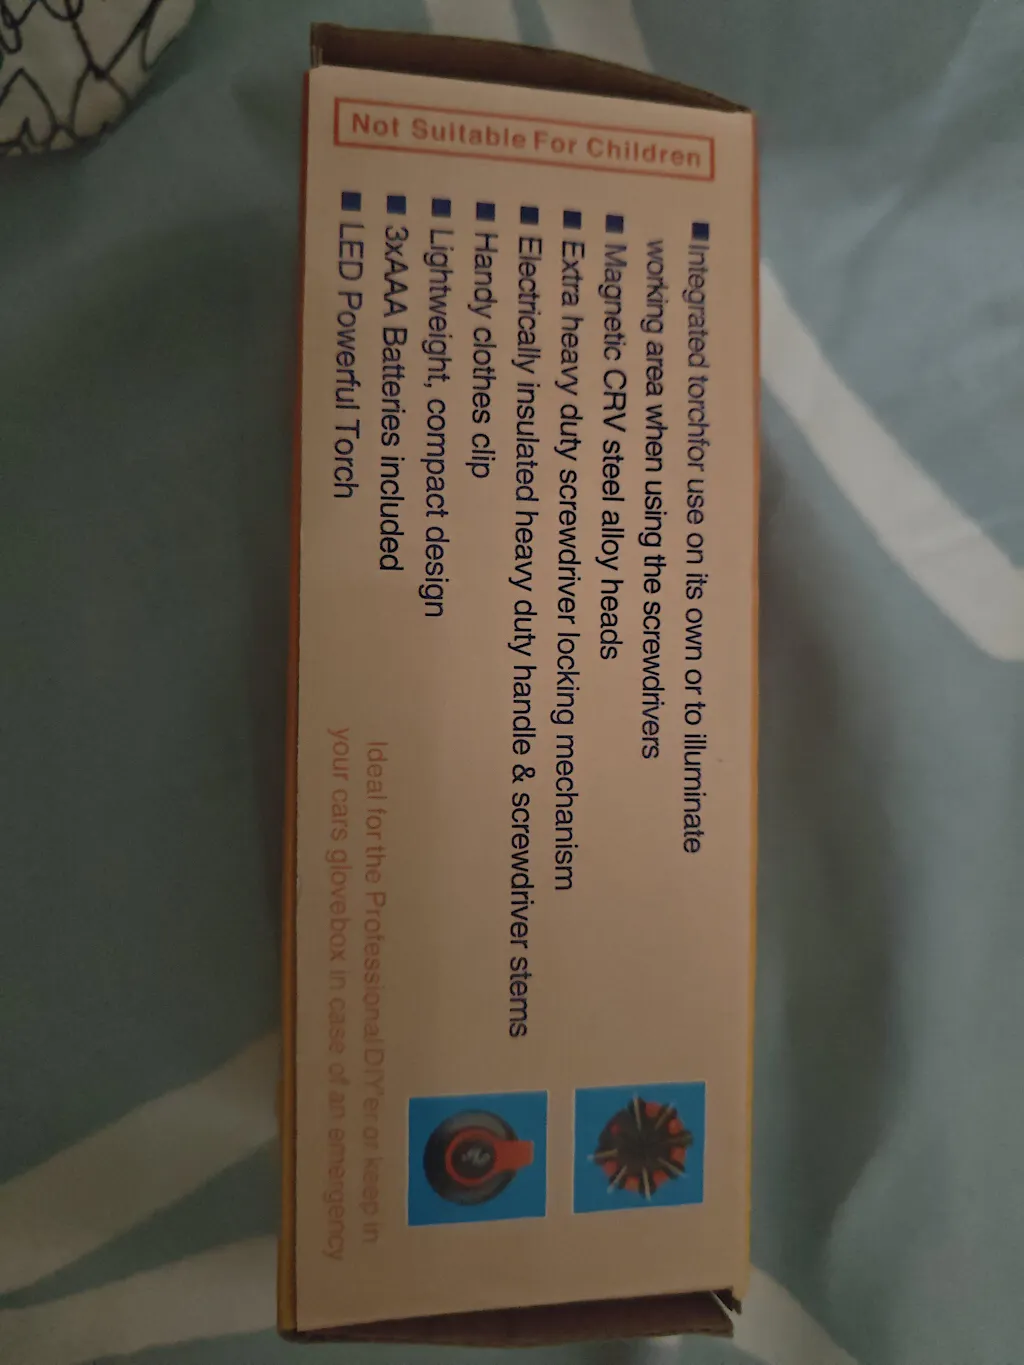 Integrated torchfor use on its own or to illuminate
working area when using the screwdrivers
Magnetic CRV steel alloy heads
Extra heavy duty screwdriver locking mechanism
Electrically insulated heavy duty handle & screwdriver stems
Handy clothes clip
Lightweight, compact design
3xAAA Batteries included
LED Powerful Torch
Not Suitable For Children
Ideal for the Professional DIY'er or keep in
your cars glovebox in case of an emergency